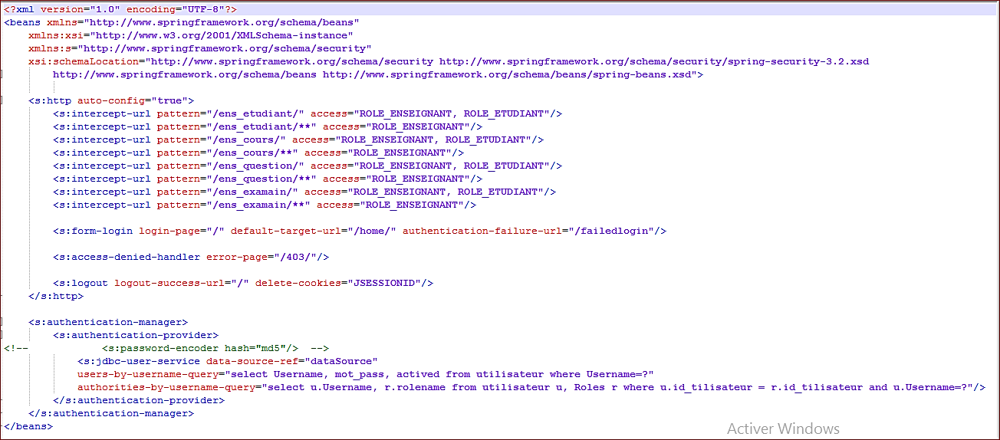 <?xml version="1.0" encoding="UTF-8"?>
<beans xmlns="http://www.springframework.org/schema/beans"
    xmlns:xsi="http://www.w3.org/2001/XMLSchema-instance"
    xmlns:s="http://www.springframework.org/schema/security"
    xsi:schemaLocation="http://www.springframework.org/schema/security http://www.springframework.org/schema/security/spring-security-3.2.xsd
        http://www.springframework.org/schema/beans http://www.springframework.org/schema/beans/spring-beans.xsd">
    <s:http auto-config="true">
        <s:intercept-url pattern="/ens_etudiant/" access="ROLE_ENSEIGNANT, ROLE_ETUDIANT"/>
        <s:intercept-url pattern="/ens_etudiant/**" access="ROLE_ENSEIGNANT"/>
        <s:intercept-url pattern="/ens_cours/" access="ROLE_ENSEIGNANT, ROLE_ETUDIANT"/>
        <s:intercept-url pattern="/ens_cours/**" access="ROLE_ENSEIGNANT"/>
        <s:intercept-url pattern="/ens_question/" access="ROLE_ENSEIGNANT, ROLE_ETUDIANT"/>
        <s:intercept-url pattern="/ens_question/**" access="ROLE_ENSEIGNANT"/>
        <s:intercept-url pattern="/ens_examain/" access="ROLE_ENSEIGNANT, ROLE_ETUDIANT"/>
        <s:intercept-url pattern="/ens_examain/**" access="ROLE_ENSEIGNANT"/>
        <s:form-login login-page="/" default-target-url="/home/" authentication-failure-url="/failedlogin"/>
        <s:access-denied-handler error-page="/403/"/>
        <s:logout logout-success-url="/" delete-cookies="JSESSIONID"/>
    </s:http>
    <s:authentication-manager>
        <s:authentication-provider>
<!--            <s:password-encoder hash="md5"/>  -->
            <s:jdbc-user-service data-source-ref="dataSource"
            users-by-username-query="select Username, mot_pass, actived from utilisateur where Username=?"
            authorities-by-username-query="select u.Username, r.rolename from utilisateur u, Roles r where u.id_tilisateur = r.id_tilisateur and u.Username=?"/>
        </s:authentication-provider>
    </s:authentication-manager>
</beans>
Activer Windows